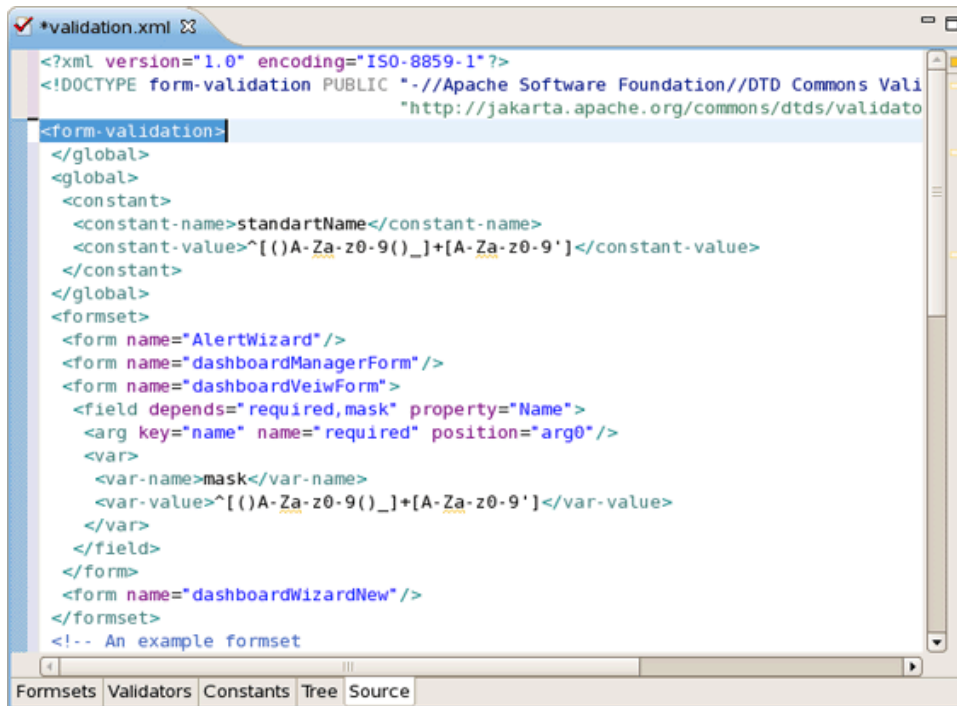 *validation.xml
<?xml version="1.0" encoding="ISO-8859-1"?>
<!DOCTYPE form-validation PUBLIC "-//Apache Software Foundation//DTD Commons Vali
"http://jakarta.apache.org/commons/dtds/validato
<form-validation>
</global>
<global>
<constant>
<constant-name>standartName</constant-name>
<constant-value>^[()A-Za-z0-9()_]+[A-Za-z0-9']</constant-value>
</constant>
</global>
<formset>
<form name="AlertWizard"/>
<form name="dashboardManagerForm"/>
<form name="dashboardVeiwForm">
<field depends="required,mask" property="Name">
<arg key="name" name="required" position="arg0"/>
<var>
<var-name>mask</var-name>
<var-value>^[()A-Za-z0-9()_]+[A-Za-z0-9']</var-value>
</var>
</field>
</form>
<form name="dashboardWizardNew"/>
</formset>
<!-- An example formset
Formsets Validators Constants Tree Source